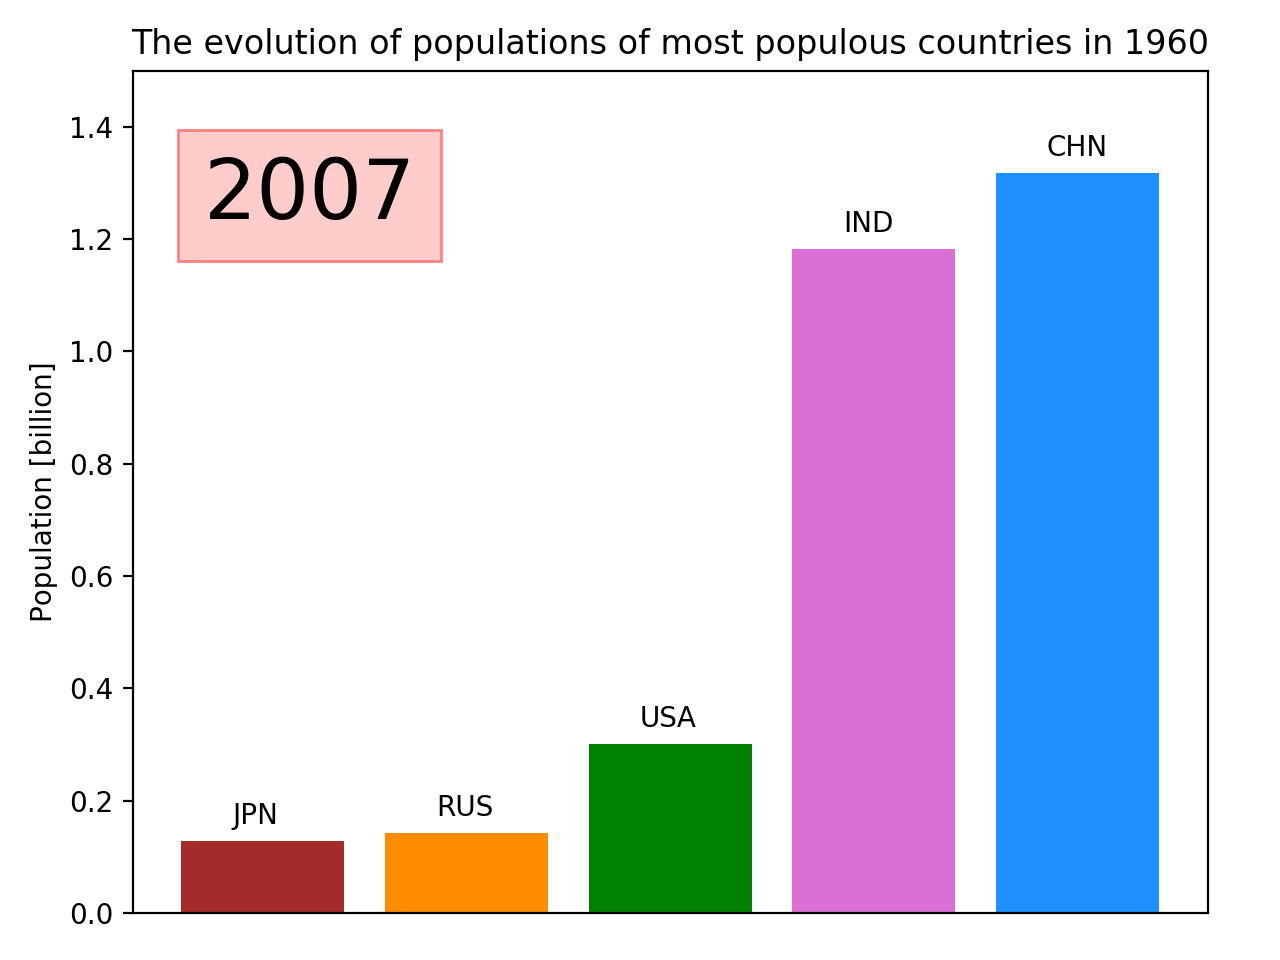 The evolution of populations of most populous countries in 1960
2007
Population [billion]
1.4
1.2
1.0
0.8
0.6
0.4
0.2
0.0
JPN
RUS
USA
IND
CHN